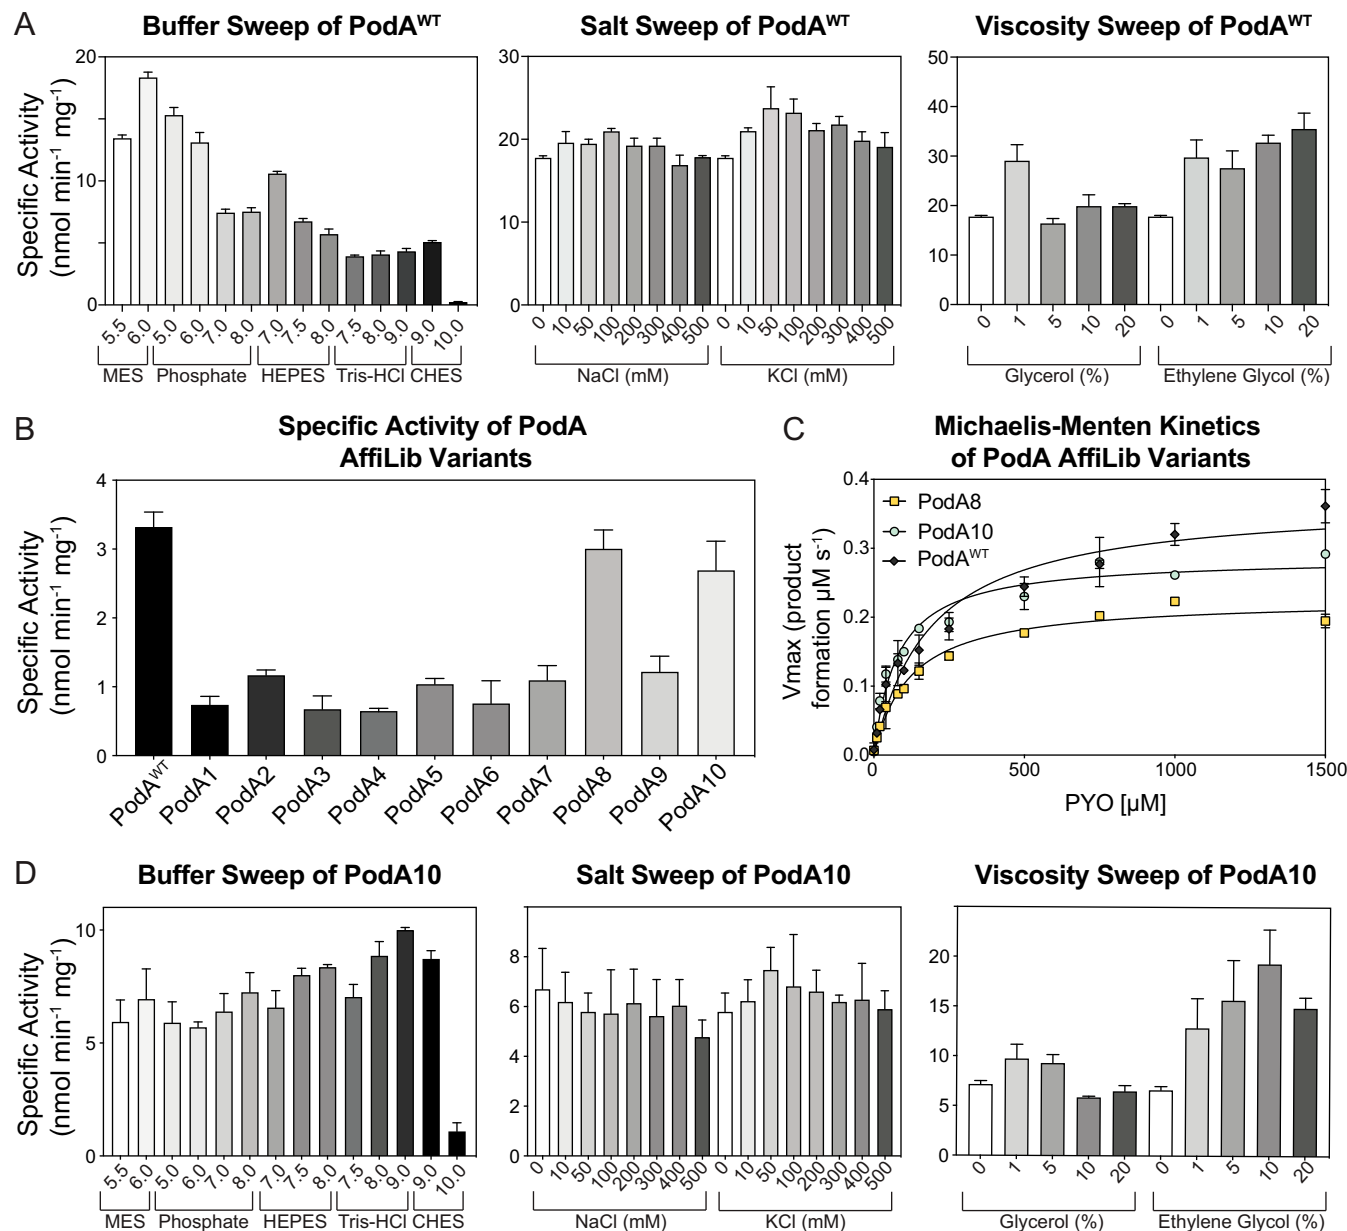 A
Buffer Sweep of PodAWT
Salt Sweep of PodAWT
Viscosity Sweep of PodAWT
Specific Activity
(nmol min-1 mg-1)
20
10
0
5.5 6.0 5.0 6.0 7.0 8.0 7.0 7.5 8.0 7.5 8.0 9.0 9.0 10.0
MES Phosphate HEPES Tris-HCl CHES
30
20
10
0
0 10 50 100 200 300 400 500 0 10 50 100 200 300 400 500
NaCl (mM) KCl (mM)
50
40
30
20
10
0
0 1 5 10 20 0 1 5 10 20
Glycerol (%) Ethylene Glycol (%)
B
Specific Activity of PodA
AffiLib Variants
Specific Activity
(nmol min-1 mg-1)
4
3
2
1
0
PodAWT PodA1 PodA2 PodA3 PodA4 PodA5 PodA6 PodA7 PodA8 PodA9 PodA10
C
Michaelis-Menten Kinetics
of PodA AffiLib Variants
Vmax (product
formation µM s-1)
0.4
0.3
0.2
0.1
0.0
PodA8
PodA10
PodAWT
0 500 1000 1500
PYO [µM]
D
Buffer Sweep of PodA10
Salt Sweep of PodA10
Viscosity Sweep of PodA10
Specific Activity
(nmol min-1 mg-1)
10
5
0
5.5 6.0 5.0 6.0 7.0 8.0 7.0 7.5 8.0 7.5 8.0 9.0 9.0 10.0
MES Phosphate HEPES Tris-HCl CHES
8
6
4
2
0
0 10 50 100 200 300 400 500 0 10 50 100 200 300 400 500
NaCl (mM) KCl (mM)
20
15
10
5
0
0 1 5 10 20 0 1 5 10 20
Glycerol (%) Ethylene Glycol (%)